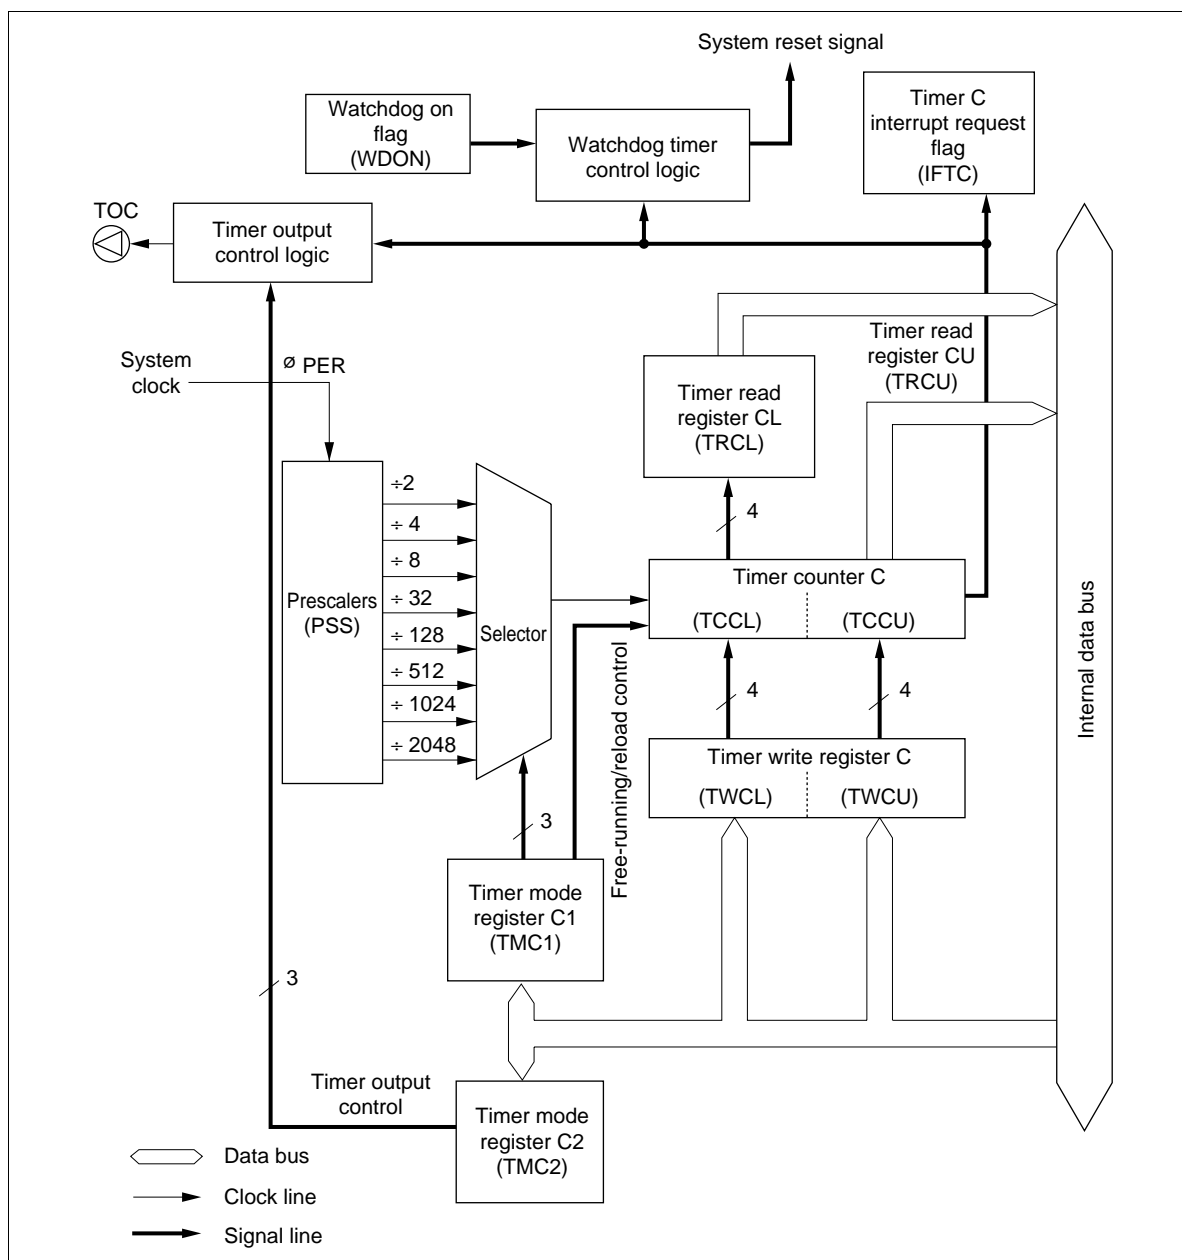 System reset signal
Watchdog on
flag
(WDON)
Watchdog timer
control logic
Timer C
interrupt request
flag
(IFTC)
TOC
Timer output
control logic
System
clock
ø PER
Timer read
register CU
(TRCU)
Timer read
register CL
(TRCL)
÷2
÷ 4
÷ 8
÷ 32
÷ 128
÷ 512
÷ 1024
÷ 2048
Prescalers
(PSS)
Selector
4
Timer counter C
(TCCL)
(TCCU)
Free-running/reload control
4
4
Timer write register C
(TWCL)
(TWCU)
Internal data bus
3
Timer mode
register C1
(TMC1)
3
Timer output
control
Timer mode
register C2
(TMC2)
Data bus
Clock line
Signal line